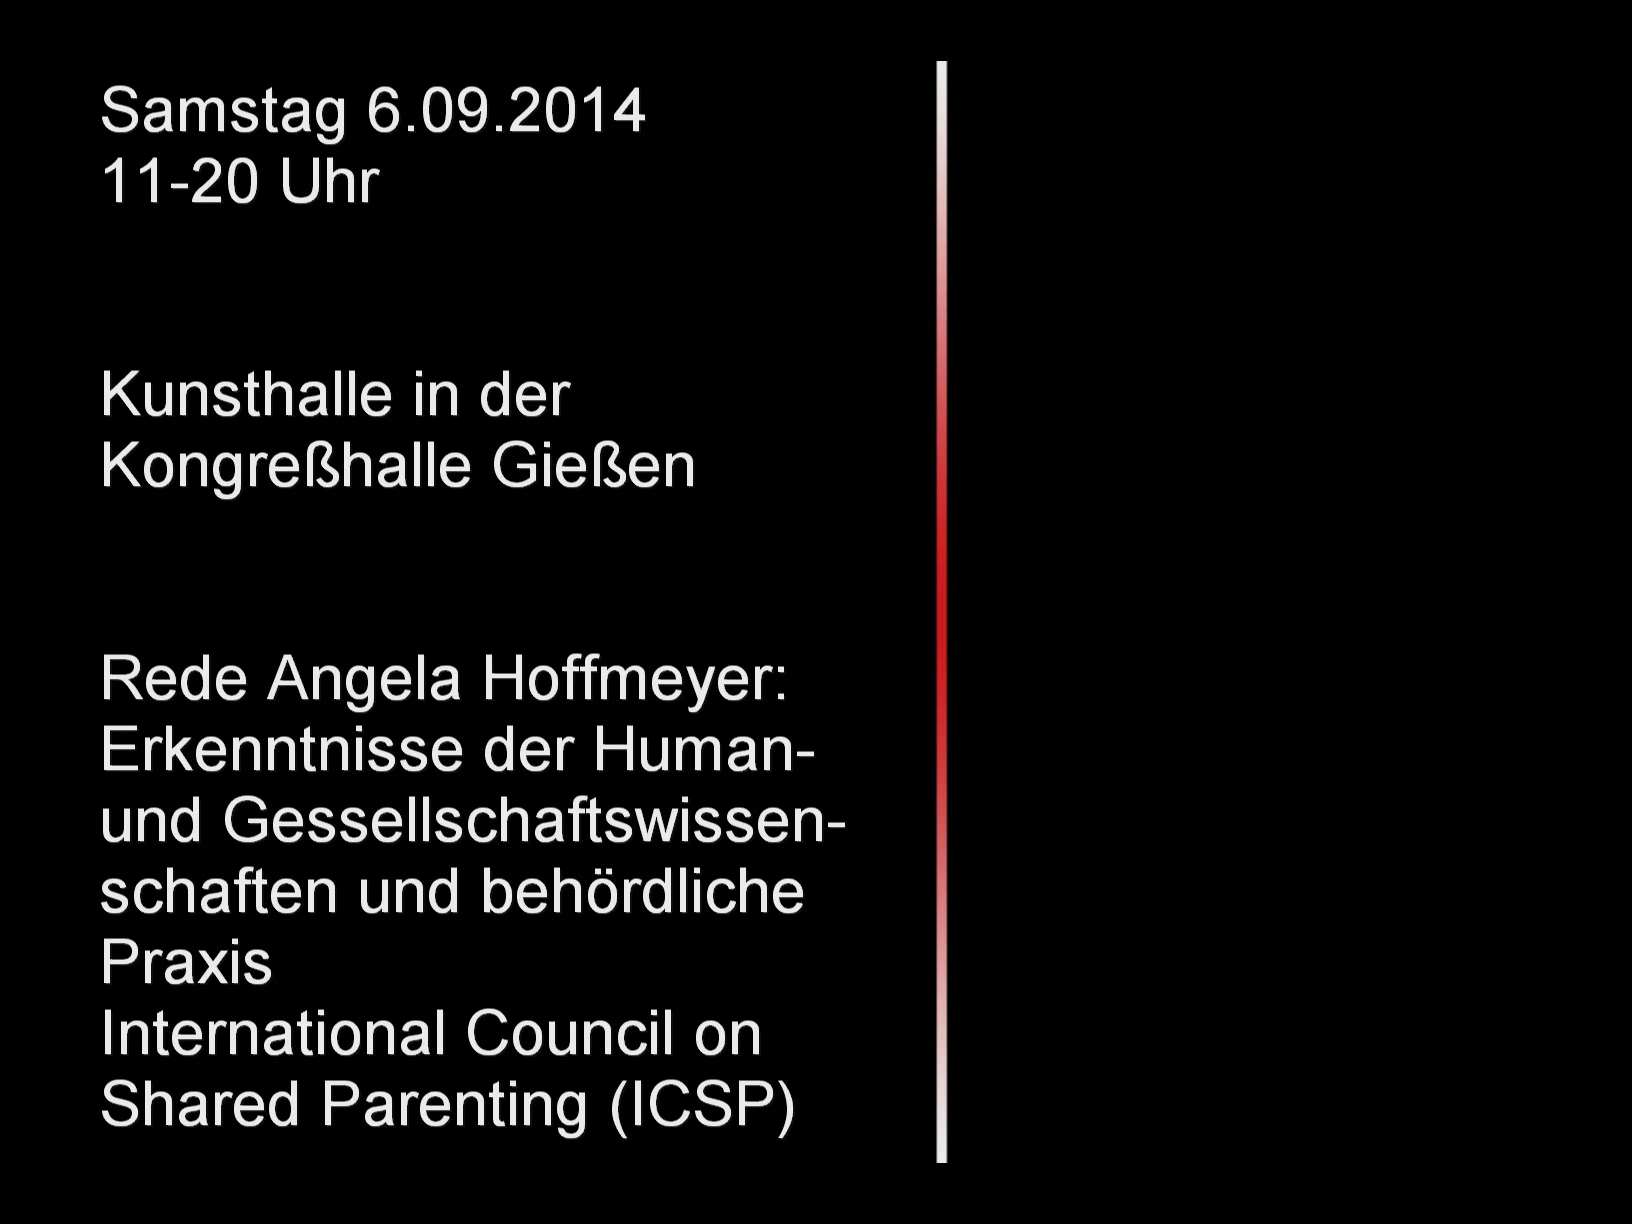 Samstag 6.09.2014
11-20 Uhr
Kunsthalle in der
Kongreßhalle Gießen
Rede Angela Hoffmeyer:
Erkenntnisse der Human-
und Gessellschaftswissen-
schaften und behördliche
Praxis
International Council on
Shared Parenting (ICSP)